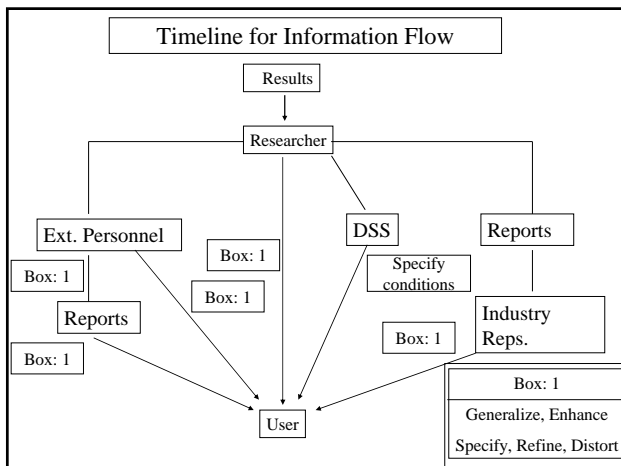 Timeline for Information Flow
Results
Researcher
Ext. Personnel
DSS
Reports
Box: 1
Box: 1
Specify
conditions
Box: 1
Reports
Industry
Reps.
Box: 1
Box: 1
User
Box: 1
Generalize, Enhance
Specify, Refine, Distort